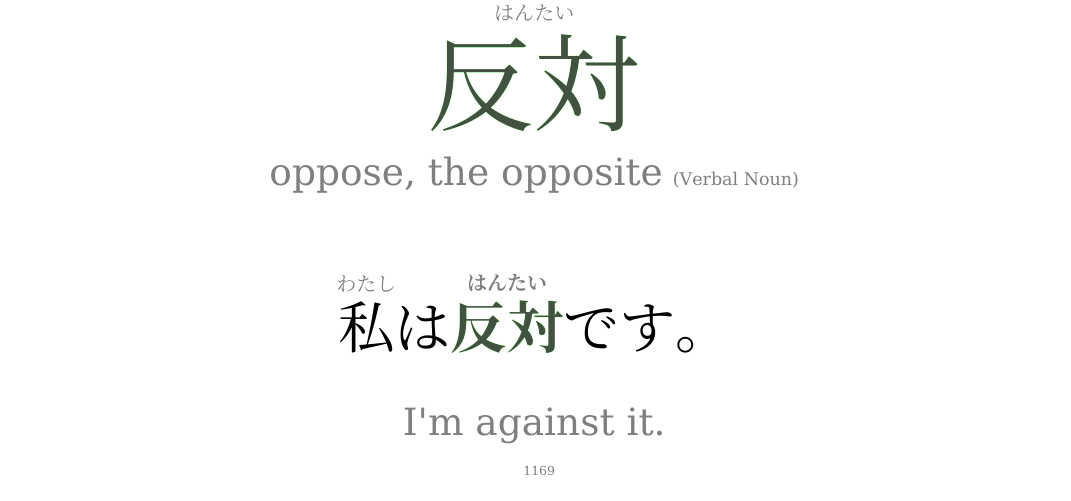 はんたい
反対
oppose, the opposite (Verbal Noun)
わたし はんたい
私は反対です。
I'm against it.
1169